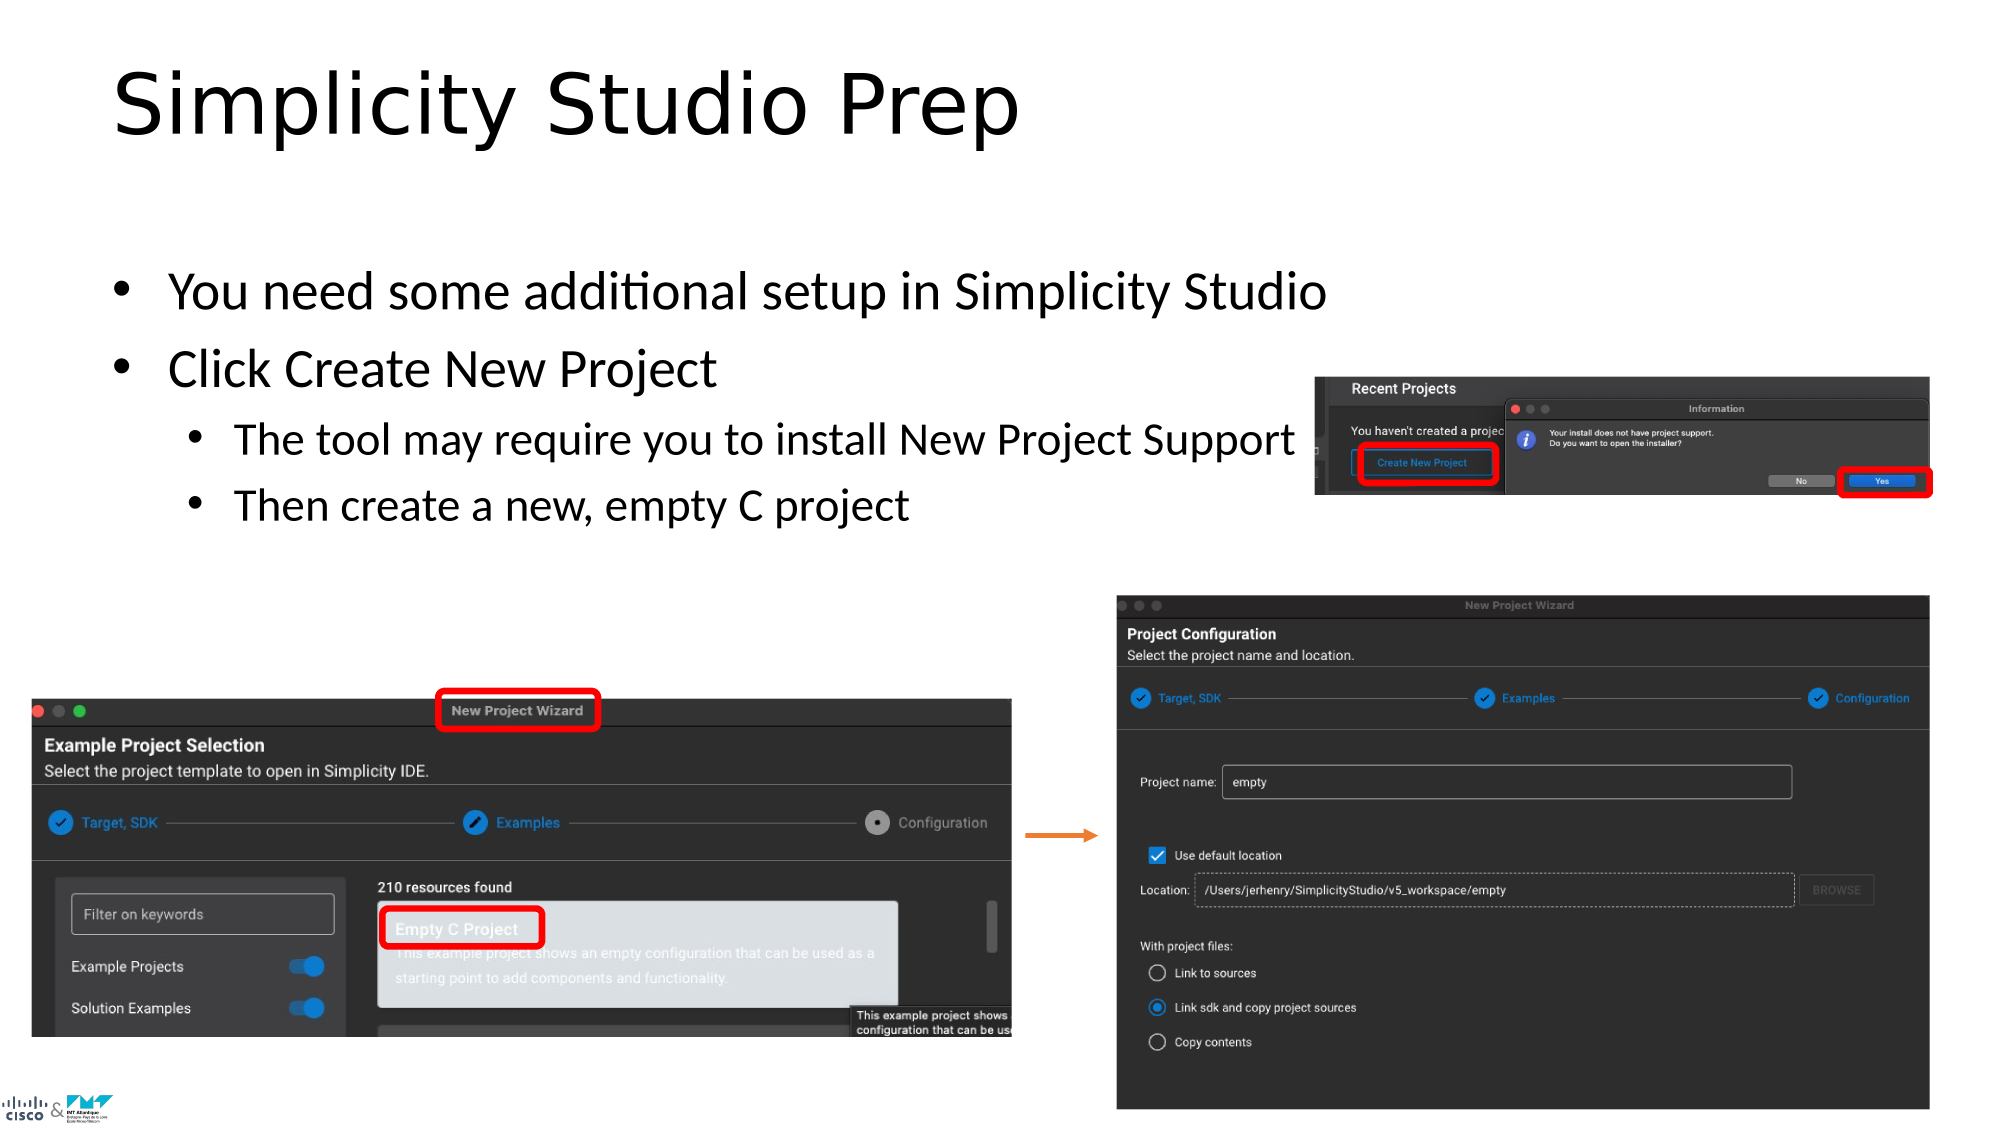 Simplicity Studio Prep
• You need some additional setup in Simplicity Studio
• Click Create New Project
• The tool may require you to install New Project Support
• Then create a new, empty C project
Recent Projects
You haven't created a projec
Create New Project
Information
Your install does not have project support.
Do you want to open the installer?
No
Yes
New Project Wizard
Example Project Selection
Select the project template to open in Simplicity IDE.
Target, SDK
Examples
Configuration
Filter on keywords
Example Projects
Solution Examples
210 resources found
Empty C Project
This example project shows an empty configuration that can be used as a
starting point to add components and functionality.
This example project shows
configuration that can be us
New Project Wizard
Project Configuration
Select the project name and location.
Target, SDK
Examples
Configuration
Project name: empty
Use default location
Location: /Users/jerhenry/SimplicityStudio/v5_workspace/empty
BROWSE
With project files:
Link to sources
Link sdk and copy project sources
Copy contents
CISCO &
IMT Atlantique